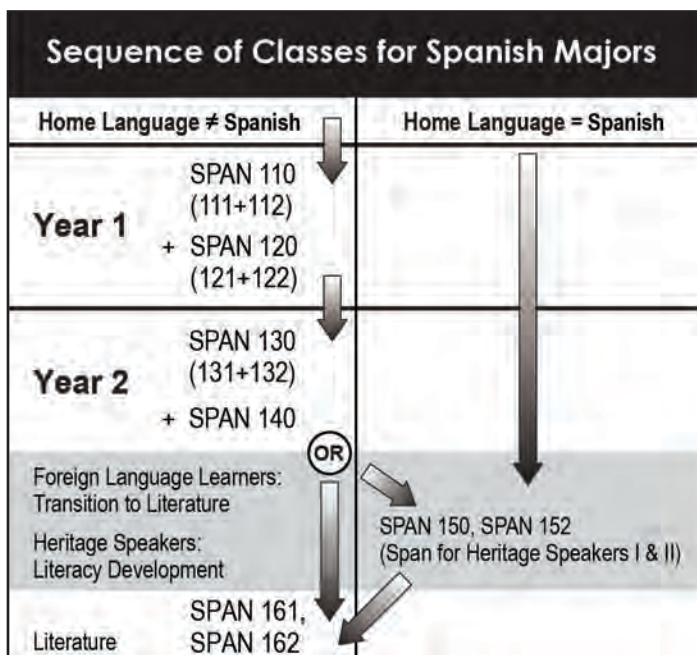 Sequence of Classes for Spanish Majors
Home Language ≠ Spanish
Home Language = Spanish
Year 1
SPAN 110
(111+112)
+ SPAN 120
(121+122)
Year 2
SPAN 130
(131+132)
+ SPAN 140
OR
Foreign Language Learners:
Transition to Literature
Heritage Speakers:
Literacy Development
SPAN 150, SPAN 152
(Span for Heritage Speakers I & II)
Literature
SPAN 161,
SPAN 162